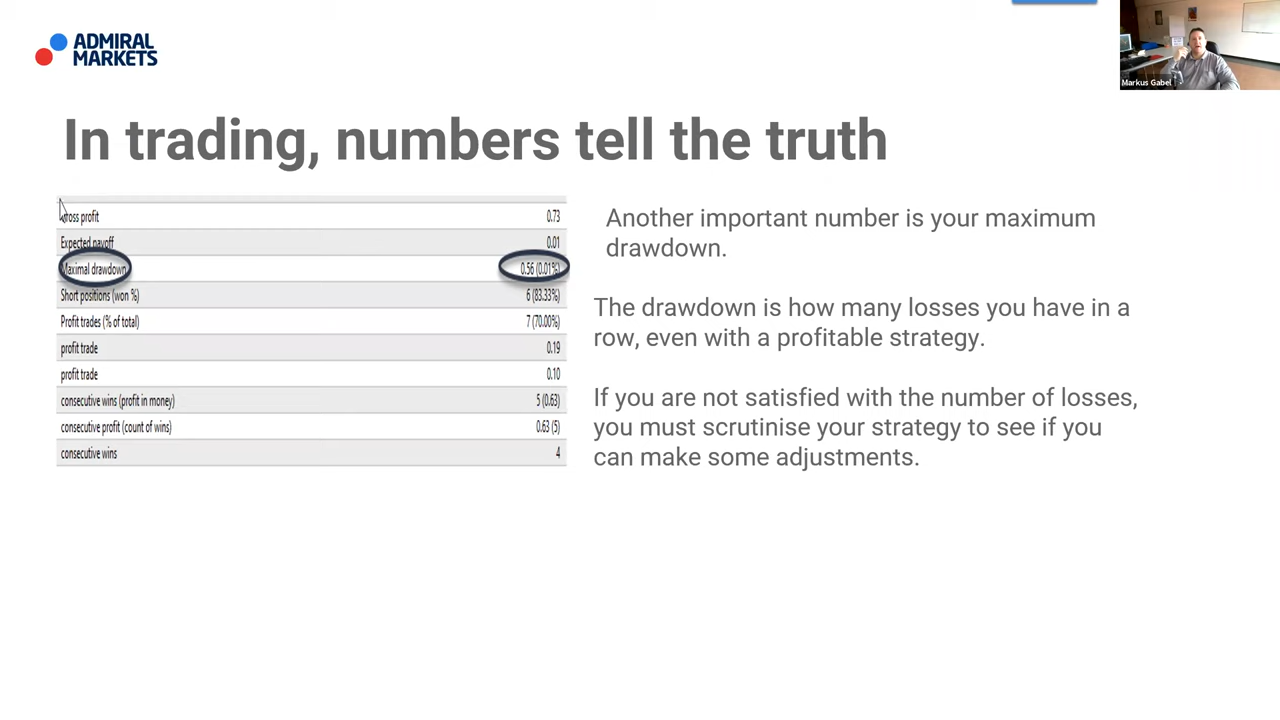 ADMIRAL
MARKETS
Markus Gabel
In trading, numbers tell the truth
Gross profit 0.73
Expected payoff 0.01
Maximal drawdown 0.56 (0.01%)
Short positions (won %) 6 (83.33%)
Profit trades (% of total) 7 (70.00%)
profit trade 0.19
profit trade 0.10
consecutive wins (profit in money) 5 (0.63)
consecutive profit (count of wins) 0.63 (5)
consecutive wins 4
Another important number is your maximum
drawdown.
The drawdown is how many losses you have in a
row, even with a profitable strategy.
If you are not satisfied with the number of losses,
you must scrutinise your strategy to see if you
can make some adjustments.